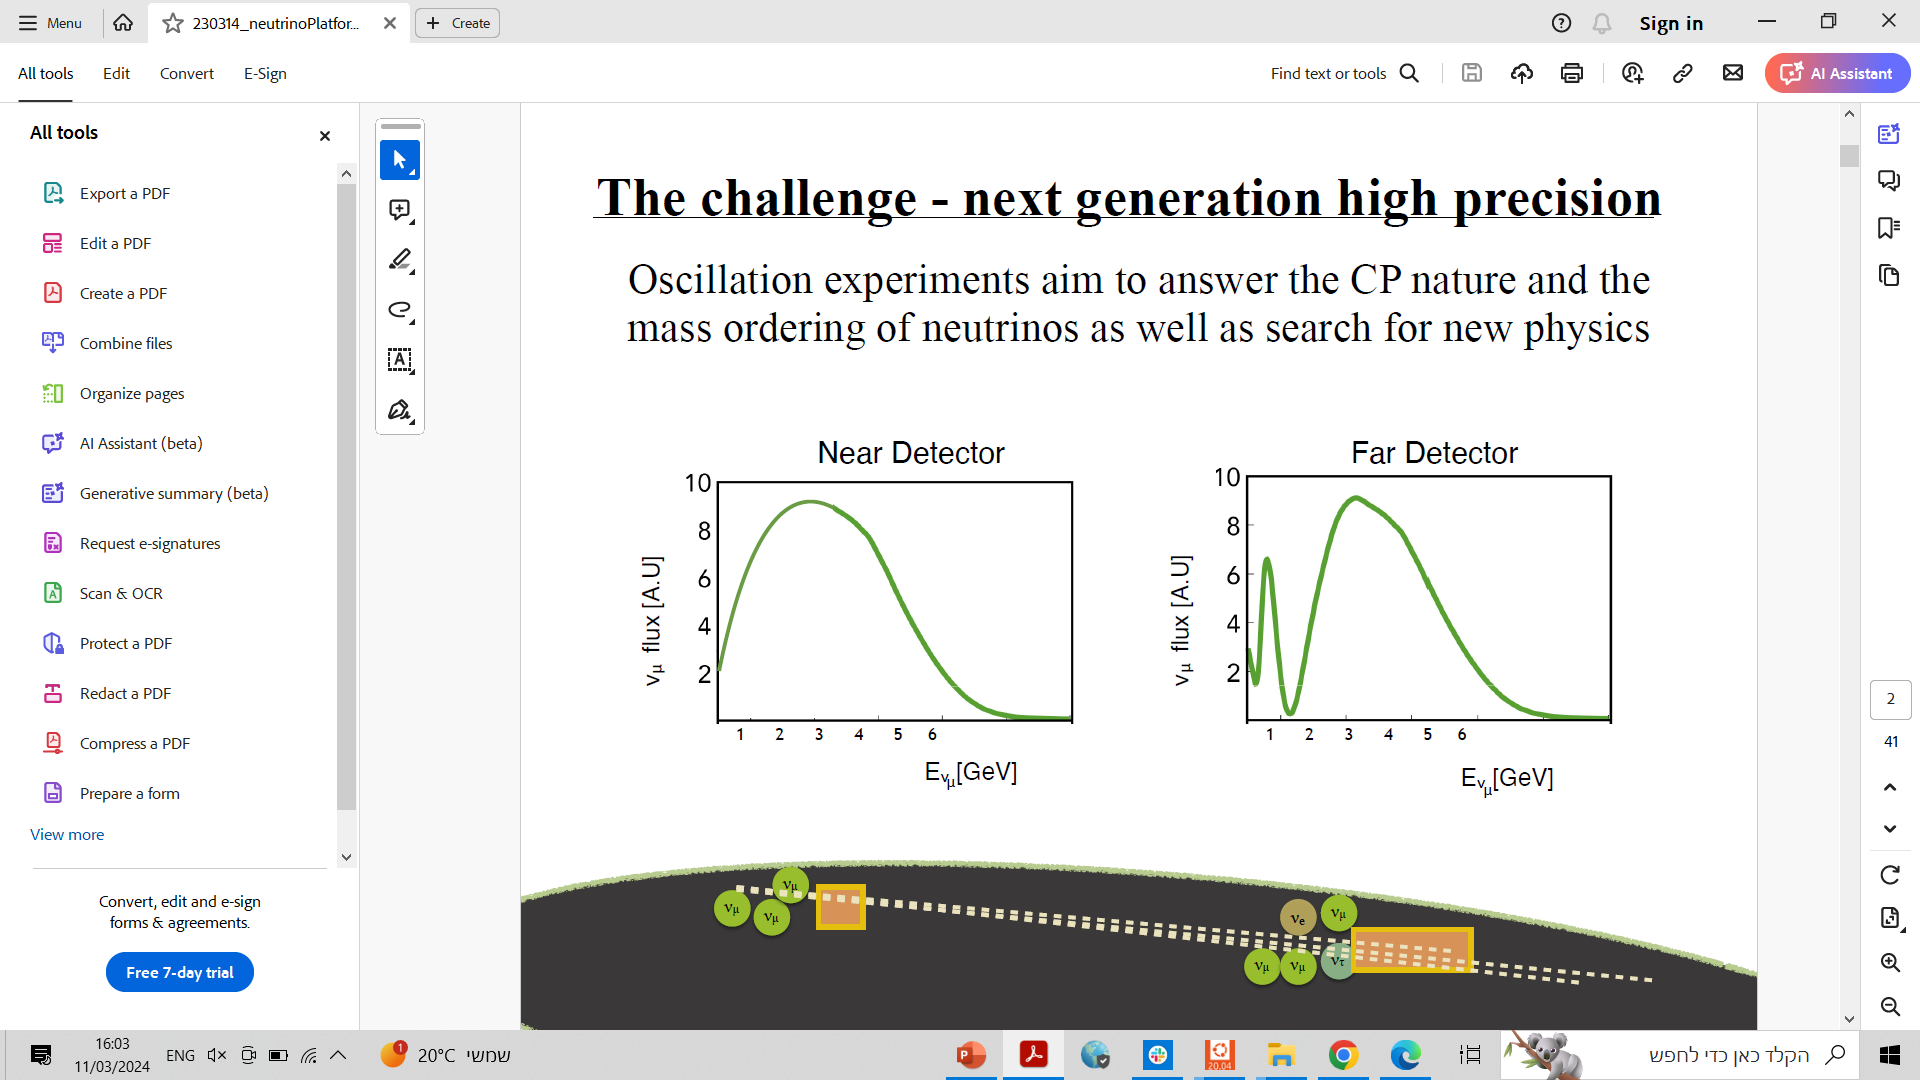 Menu
230314_neutrinoPlatfor...
Create
Sign in
All tools
Edit
Convert
E-Sign
Find text or tools
AI Assistant
All tools
Export a PDF
Edit a PDF
Create a PDF
Combine files
Organize pages
AI Assistant (beta)
Generative summary (beta)
Request e-signatures
Scan & OCR
Protect a PDF
Redact a PDF
Compress a PDF
Prepare a form
View more
Convert, edit and e-sign
forms & agreements.
Free 7-day trial
The challenge - next generation high precision
Oscillation experiments aim to answer the CP nature and the
mass ordering of neutrinos as well as search for new physics
Near Detector
10
8
6
4
2
νμ flux [A.U]
1 2 3 4 5 6
Eνμ[GeV]
Far Detector
10
8
6
4
2
νμ flux [A.U]
1 2 3 4 5 6
Eνμ[GeV]
νμ
νμ
νμ
νe
νμ
νμ
νμ
ντ
2
41
16:03
11/03/2024
ENG
1
20°C שמשי
20.04
הקלד כאן כדי לחפש